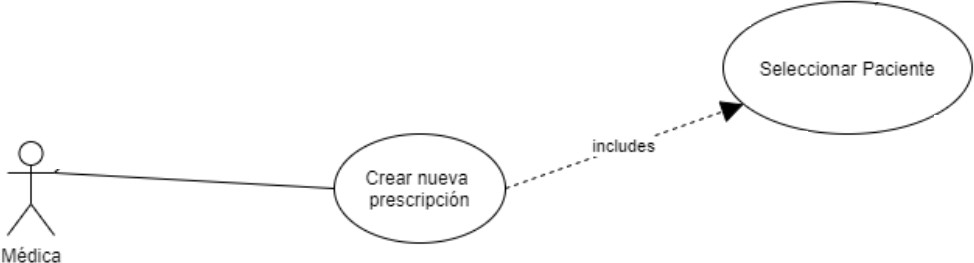 Seleccionar Paciente
includes
Crear nueva
prescripción
Médica